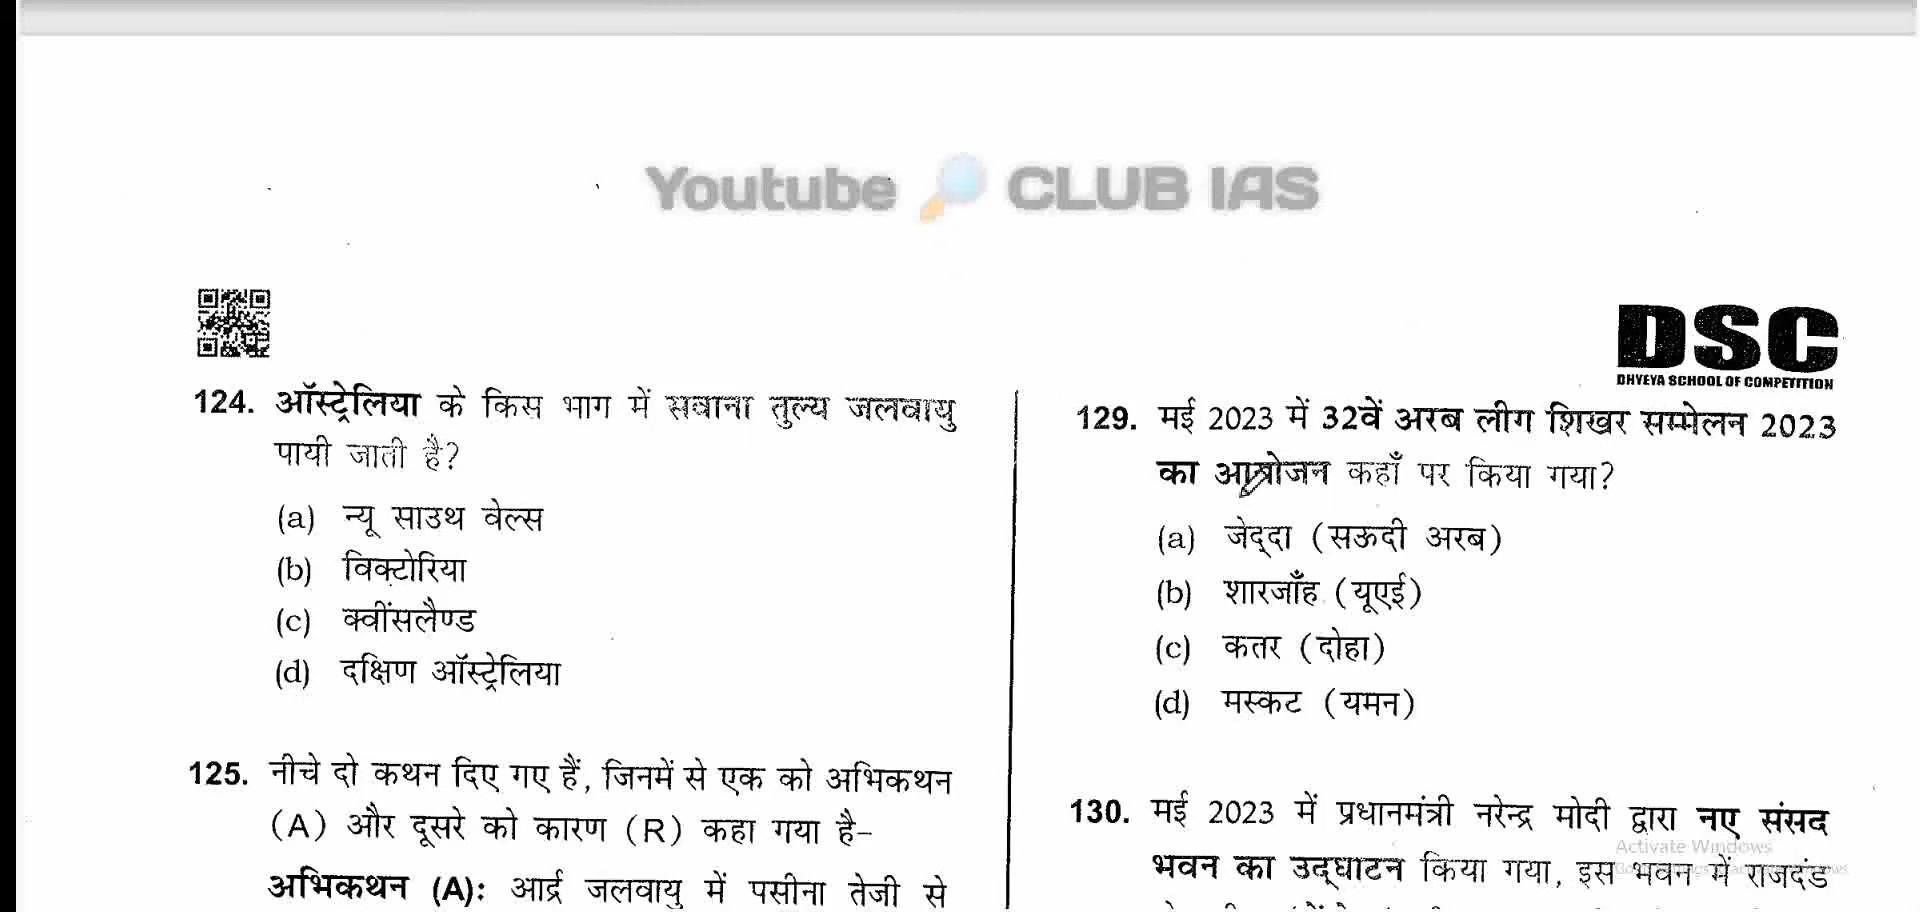 Youtube CLUB IAS
DSC
DHYEYA SCHOOL OF COMPETITION
124. ऑस्ट्रेलिया के किस भाग में सवाना तुल्य जलवायु
पायी जाती है?
(a) न्यू साउथ वेल्स
(b) विक्टोरिया
(c) क्वींसलैण्ड
(d) दक्षिण ऑस्ट्रेलिया
125. नीचे दो कथन दिए गए हैं, जिनमें से एक को अभिकथन
(A) और दूसरे को कारण (R) कहा गया है–
अभिकथन (A): आर्द्र जलवायु में पसीना तेजी से
129. मई 2023 में 32वें अरब लीग शिखर सम्मेलन 2023
का आयोजन कहाँ पर किया गया?
(a) जेद्दा (सऊदी अरब)
(b) शारजाँह (यूएई)
(c) कतर (दोहा)
(d) मस्कट (यमन)
130. मई 2023 में प्रधानमंत्री नरेन्द्र मोदी द्वारा नए संसद
भवन का उद्घाटन किया गया, इस भवन में राजदंड
Activate Windows